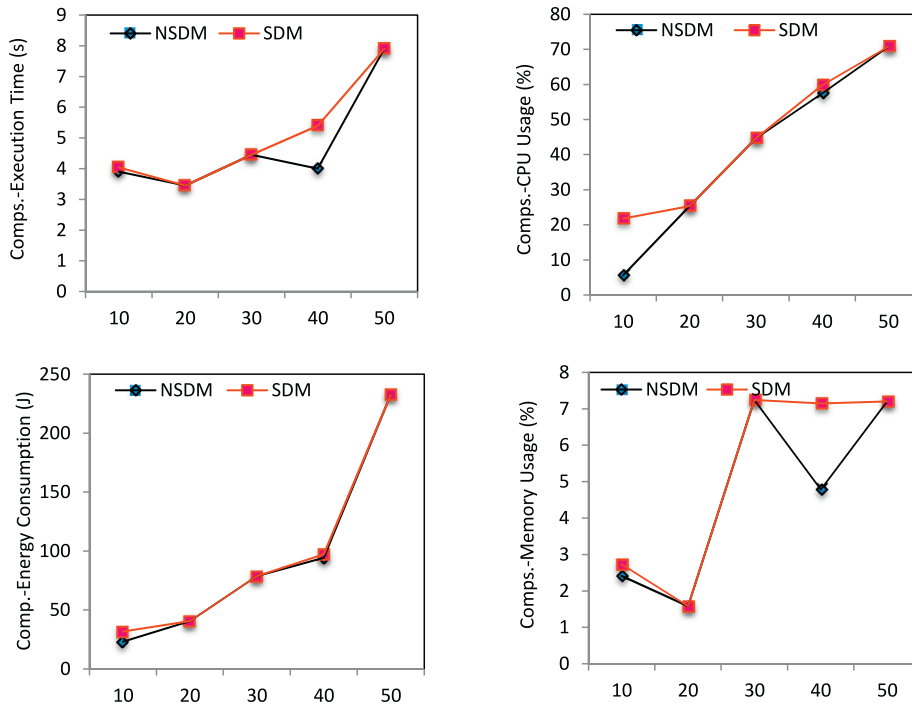 NSDM SDM
Comps.-Execution Time (s)
9
8
7
6
5
4
3
2
1
0
10 20 30 40 50
NSDM SDM
Comps.-CPU Usage (%)
80
70
60
50
40
30
20
10
0
10 20 30 40 50
NSDM SDM
Comp.-Energy Consumption (J)
250
200
150
100
50
0
10 20 30 40 50
NSDM SDM
Comps.-Memory Usage (%)
8
7
6
5
4
3
2
1
0
10 20 30 40 50